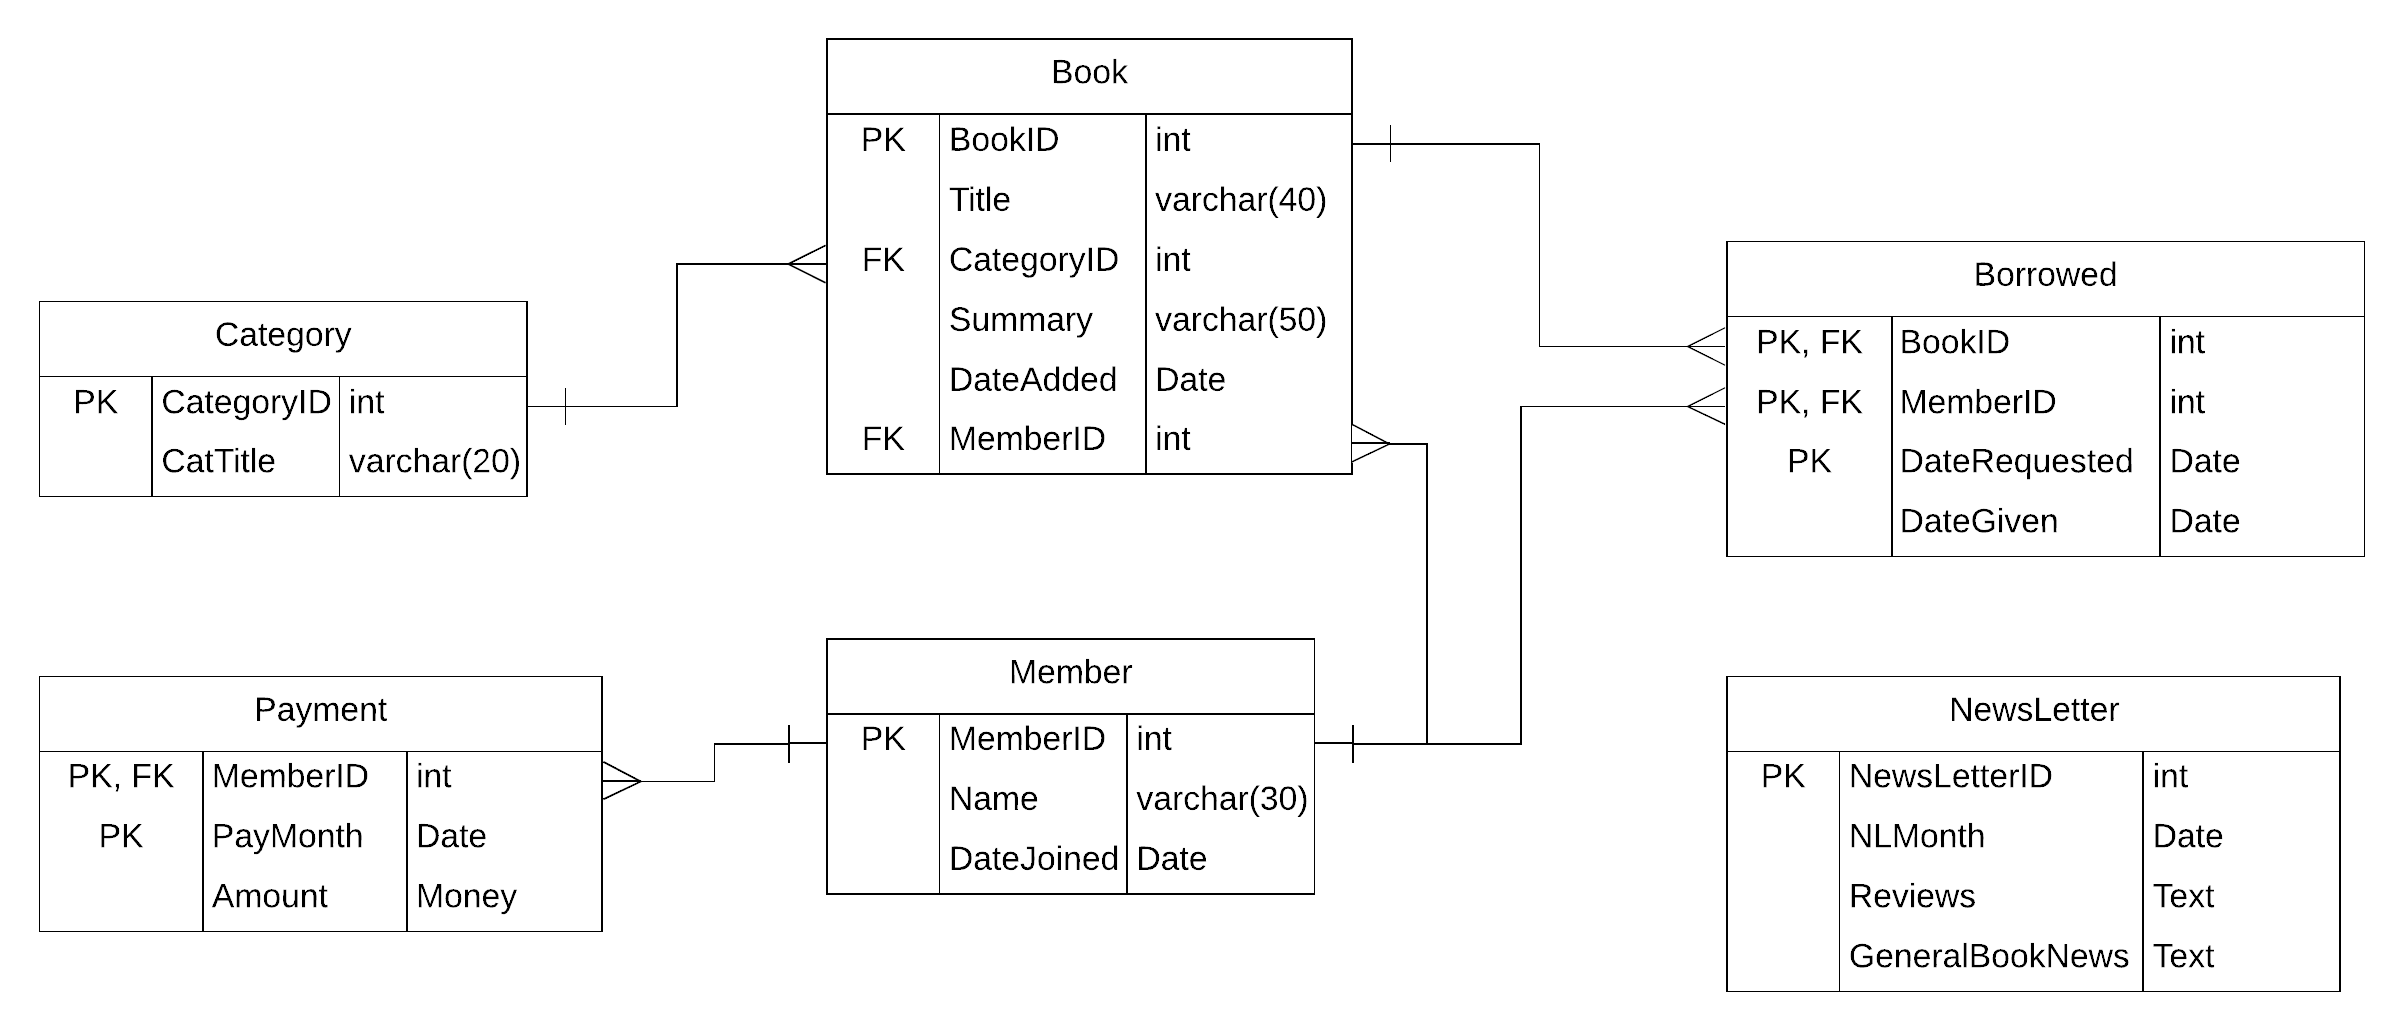 Book
PK BookID int
Title varchar(40)
FK CategoryID int
Summary varchar(50)
DateAdded Date
FK MemberID int
Category
PK CategoryID int
CatTitle varchar(20)
Borrowed
PK, FK BookID int
PK, FK MemberID int
PK DateRequested Date
DateGiven Date
Payment
PK, FK MemberID int
PK PayMonth Date
Amount Money
Member
PK MemberID int
Name varchar(30)
DateJoined Date
NewsLetter
PK NewsLetterID int
NLMonth Date
Reviews Text
GeneralBookNews Text